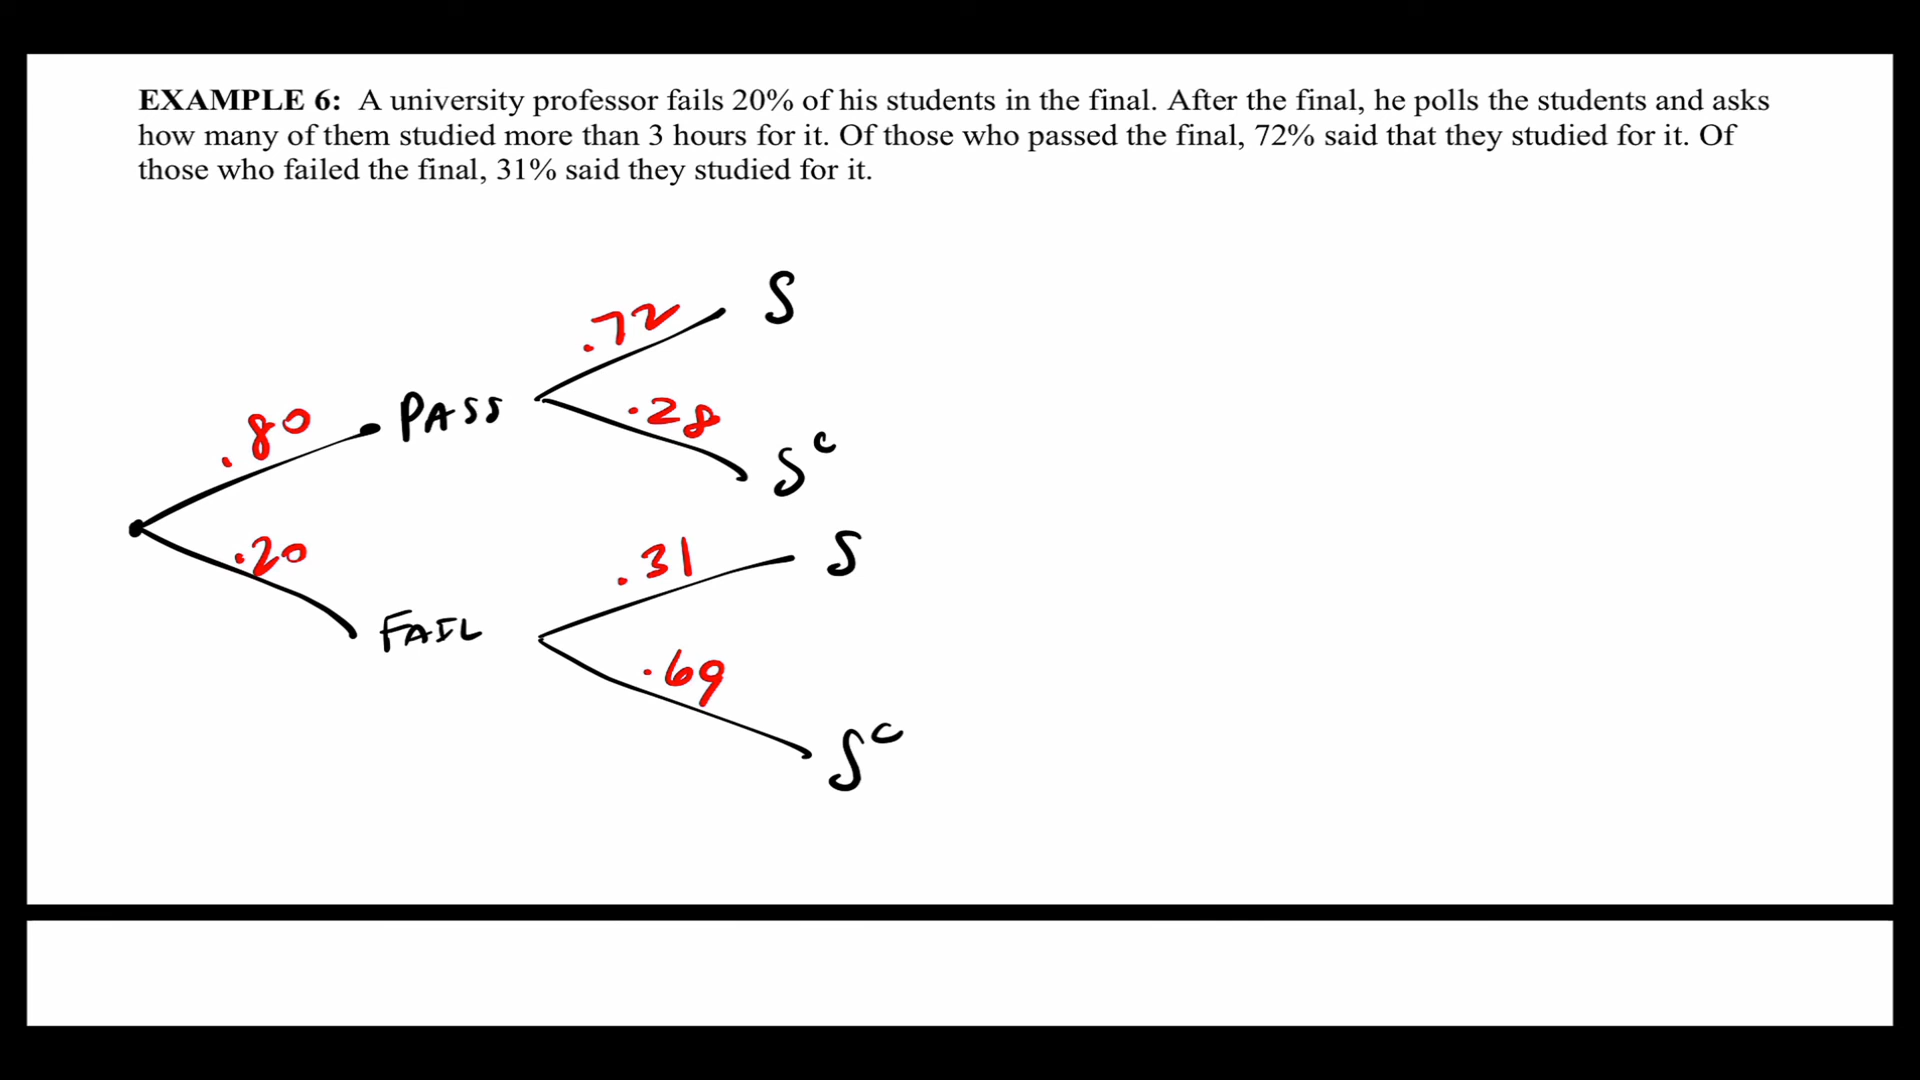 EXAMPLE 6: A university professor fails 20% of his students in the final. After the final, he polls the students and asks
how many of them studied more than 3 hours for it. Of those who passed the final, 72% said that they studied for it. Of
those who failed the final, 31% said they studied for it.
.72 S
.80 PASS
.28 Sᶜ
.20 FAIL
.31 S
.69 Sᶜ